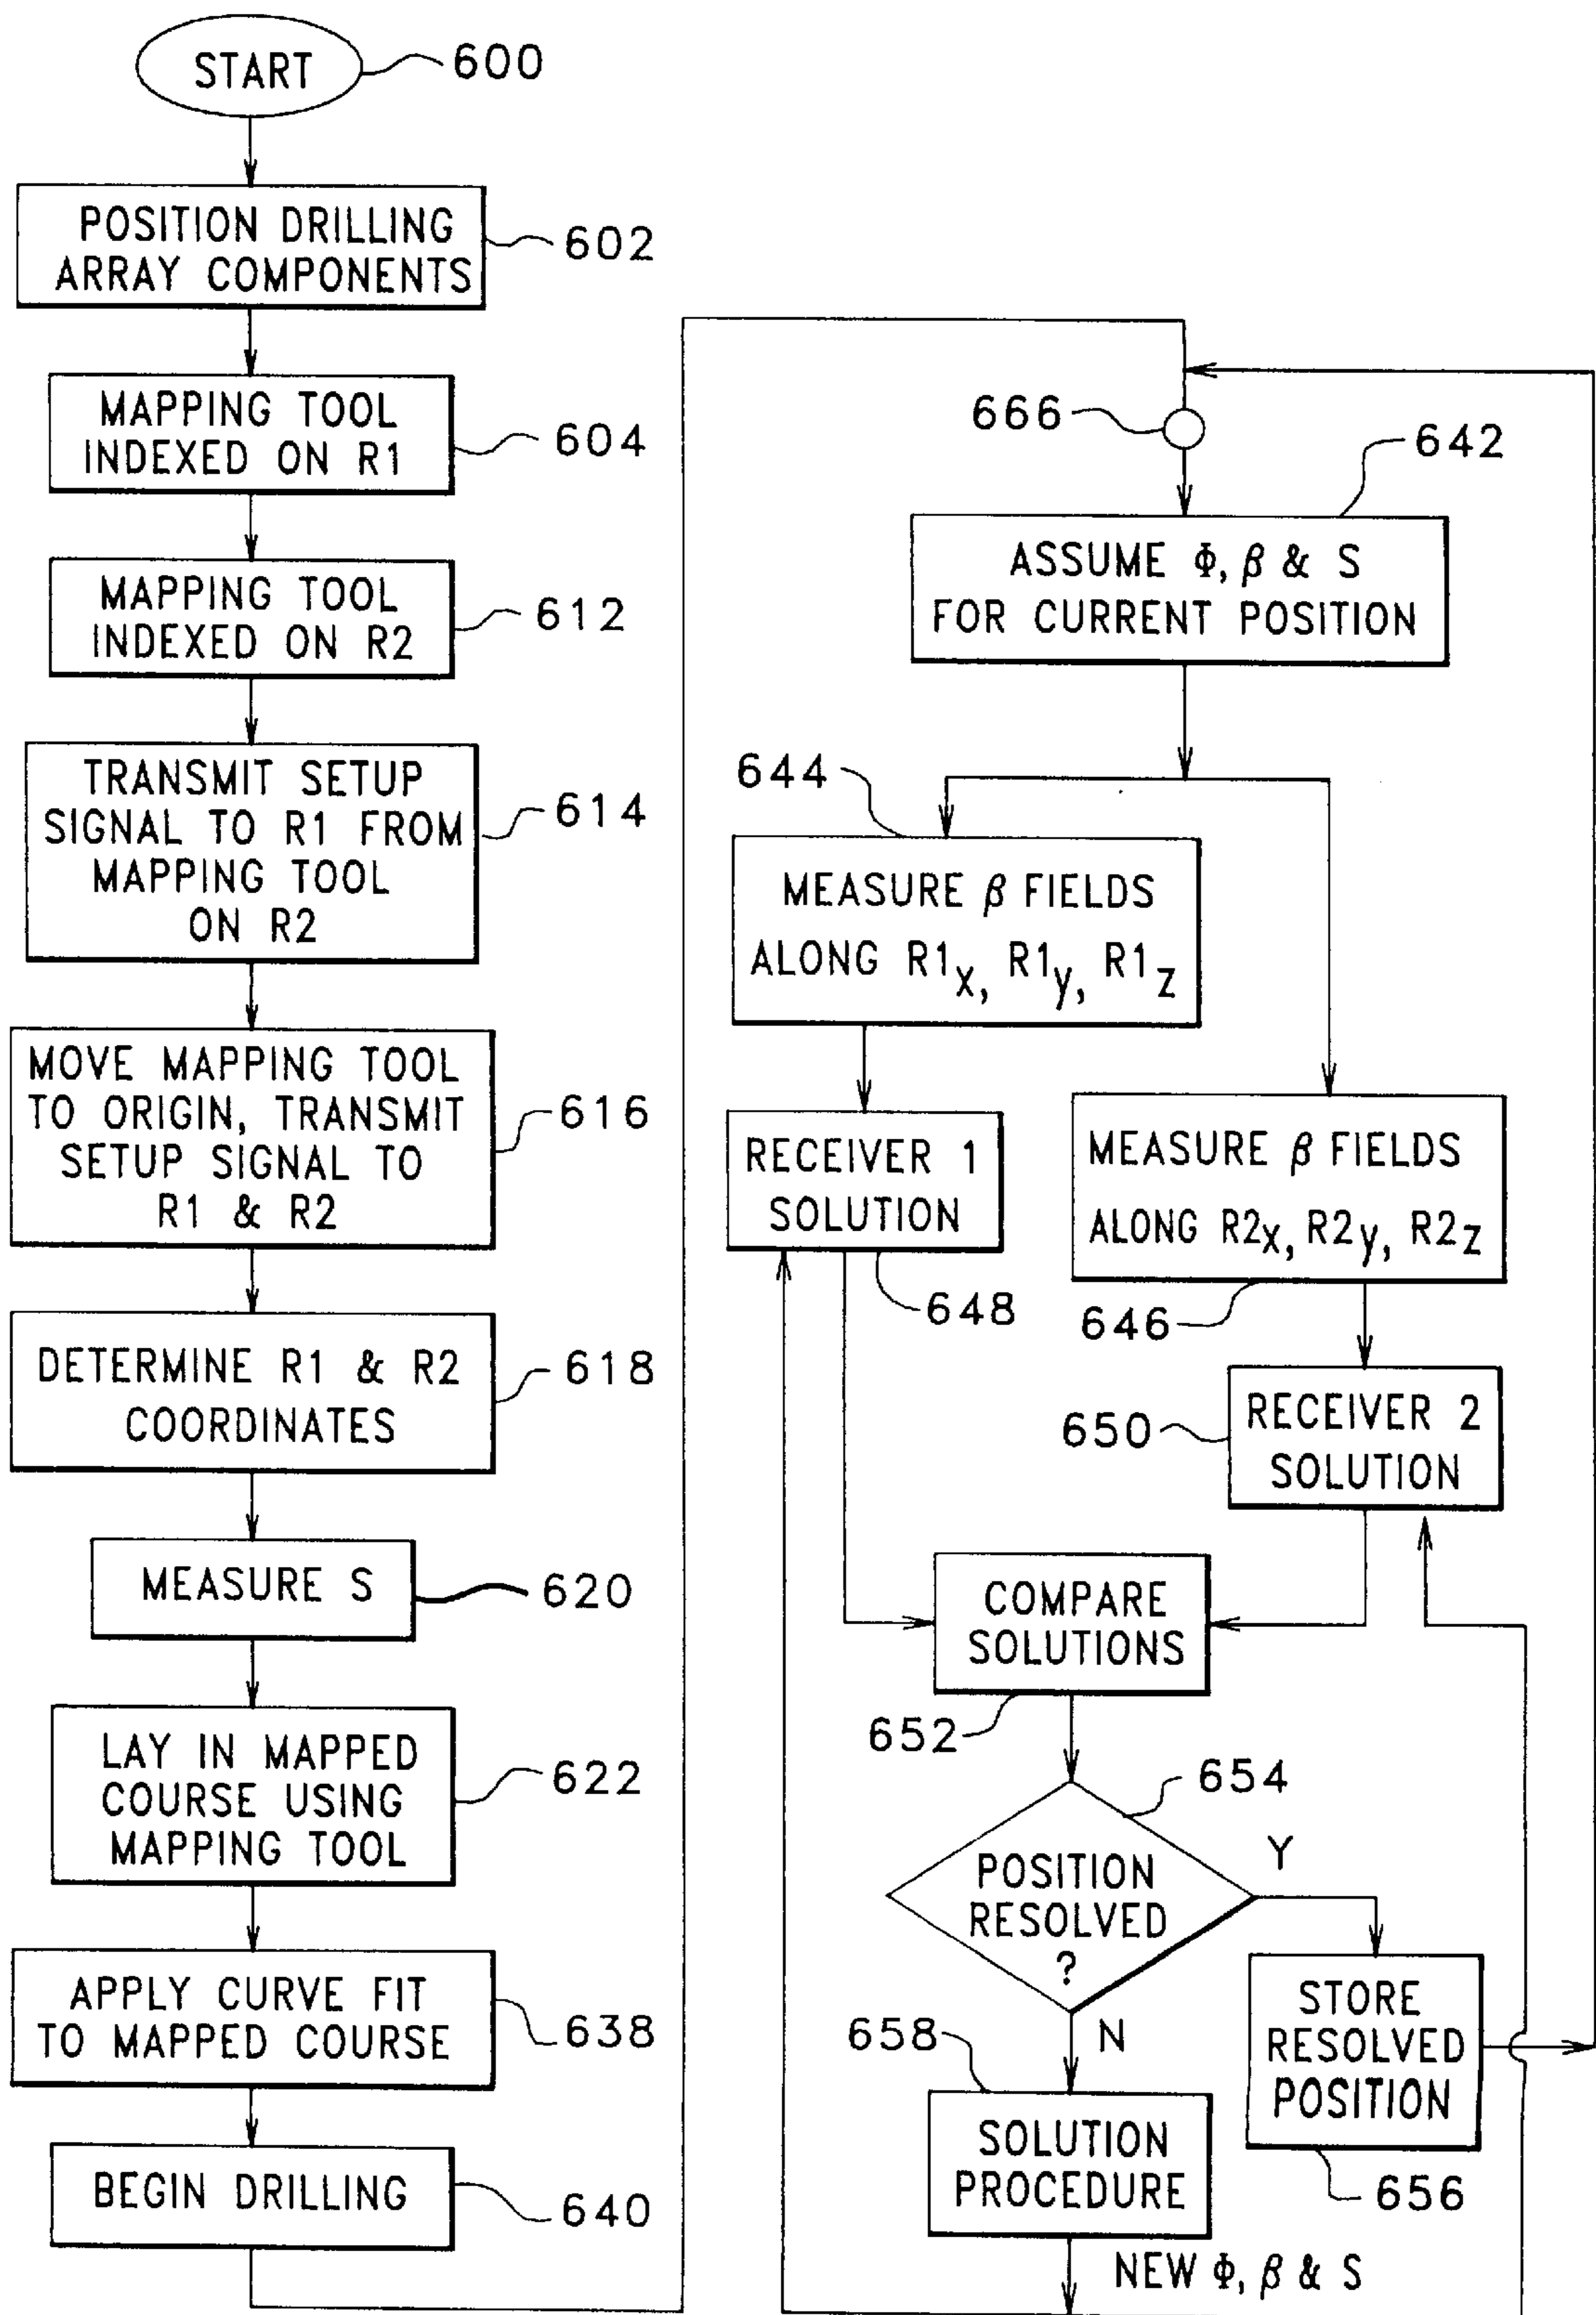 START
600
POSITION DRILLING
ARRAY COMPONENTS
602
MAPPING TOOL
INDEXED ON R1
604
MAPPING TOOL
INDEXED ON R2
612
TRANSMIT SETUP
SIGNAL TO R1 FROM
MAPPING TOOL
ON R2
614
MOVE MAPPING TOOL
TO ORIGIN, TRANSMIT
SETUP SIGNAL TO
R1 & R2
616
DETERMINE R1 & R2
COORDINATES
618
MEASURE S
620
LAY IN MAPPED
COURSE USING
MAPPING TOOL
622
APPLY CURVE FIT
TO MAPPED COURSE
638
BEGIN DRILLING
640
666
642
ASSUME Φ, β & S
FOR CURRENT POSITION
644
MEASURE β FIELDS
ALONG R1x, R1y, R1z
RECEIVER 1
SOLUTION
648
MEASURE β FIELDS
ALONG R2x, R2y, R2z
646
650
RECEIVER 2
SOLUTION
COMPARE
SOLUTIONS
652
654
POSITION
RESOLVED
?
Y
N
STORE
RESOLVED
POSITION
656
658
SOLUTION
PROCEDURE
NEW Φ, β & S